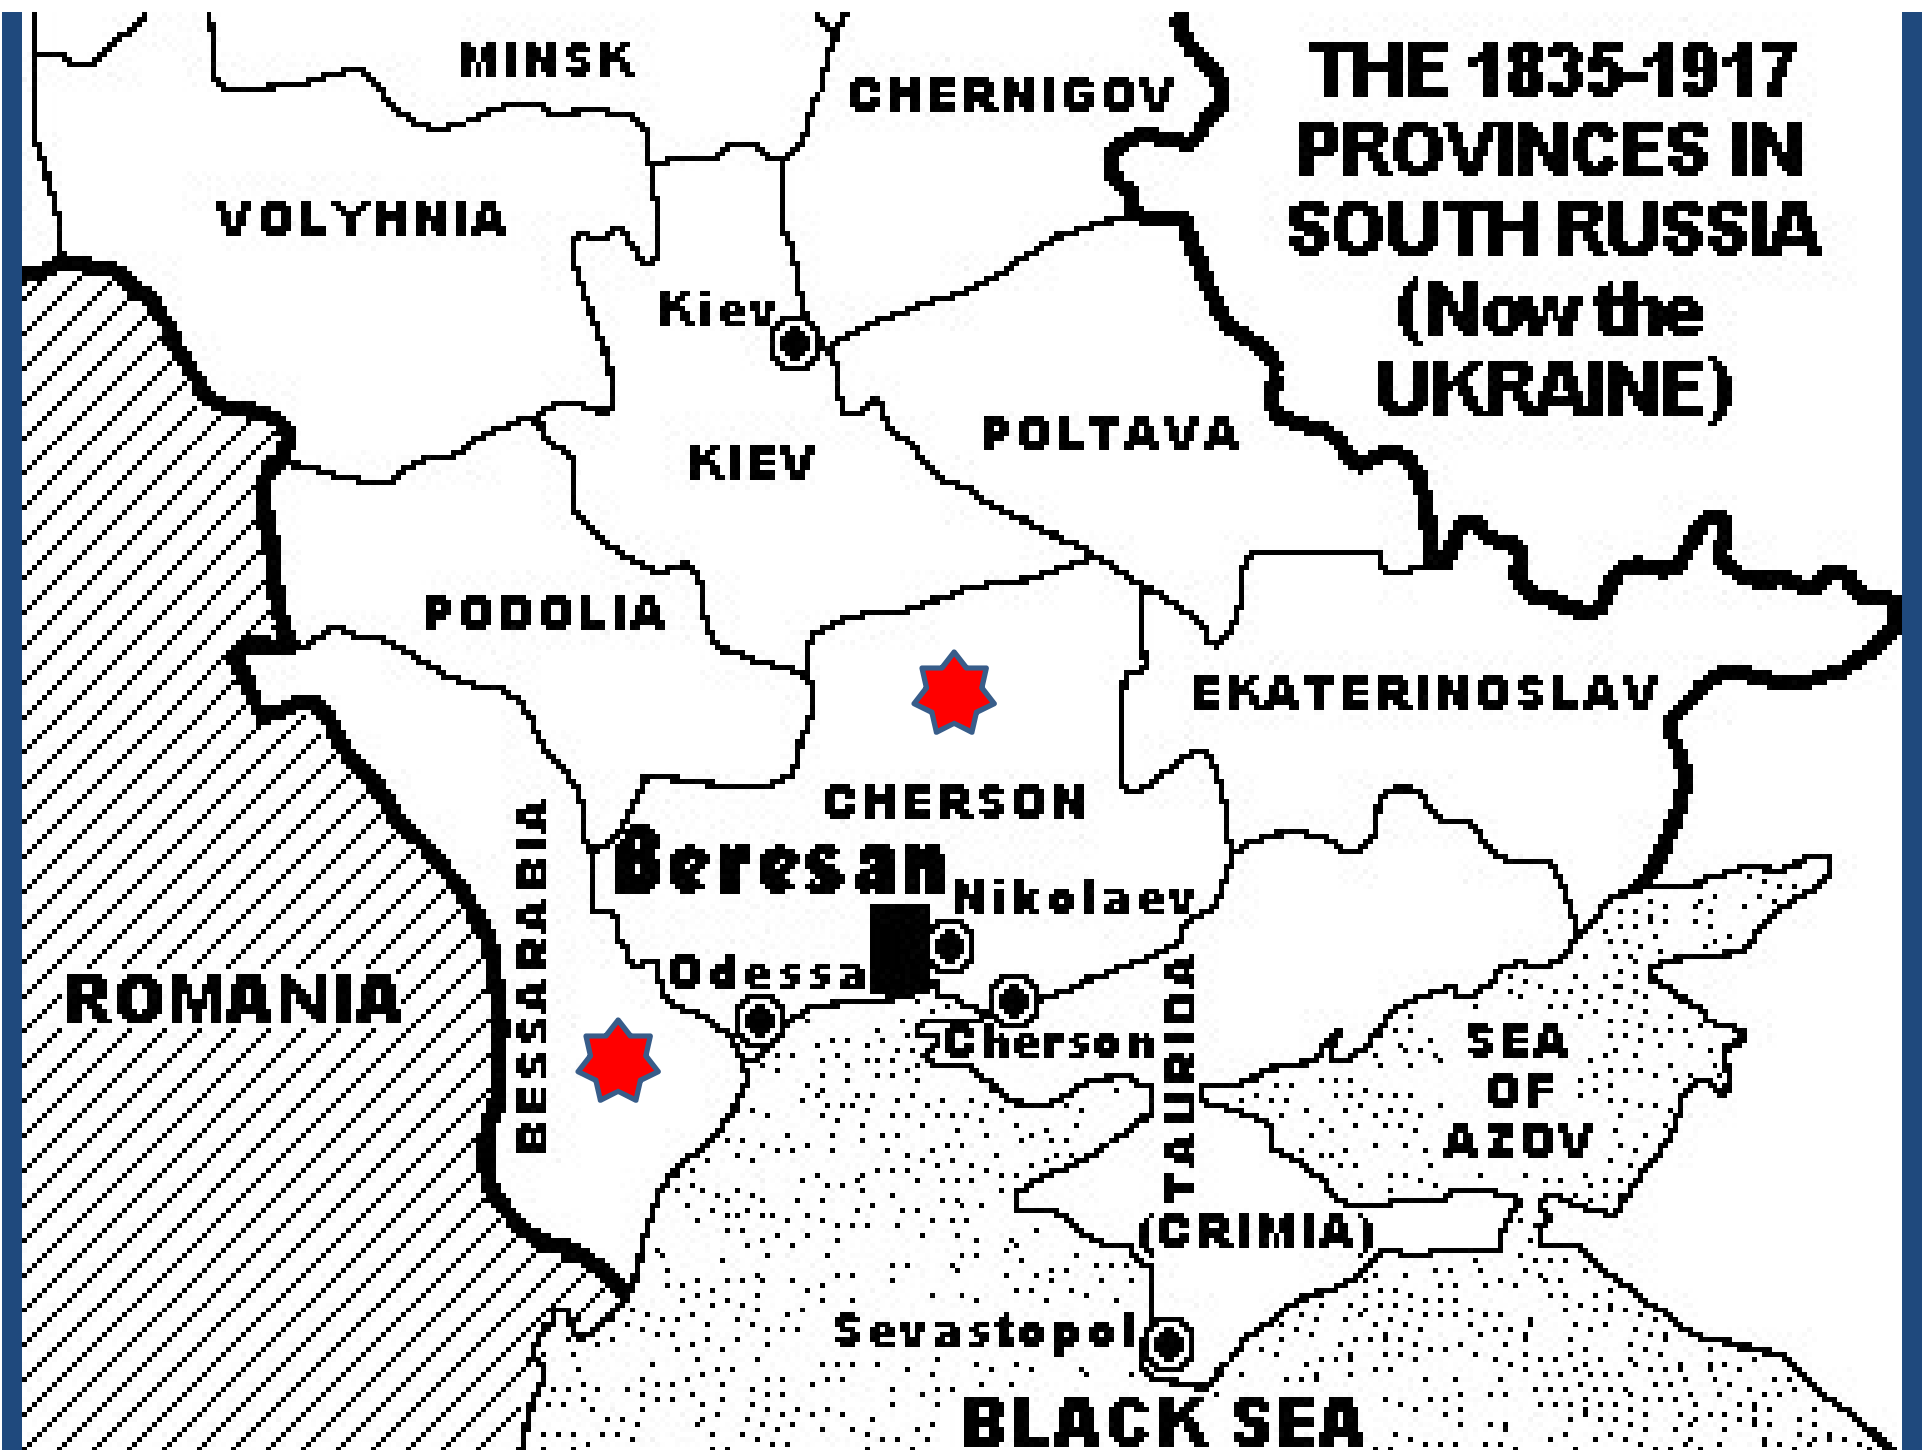 MINSK
CHERNIGOV
THE 1835-1917
PROVINCES IN
SOUTH RUSSIA
(Now the
UKRAINE)
VOLYHNIA
Kiev
POLTAVA
KIEV
PODOLIA
EKATERINOSLAV
CHERSON
Beresan
Nikolaev
BESSARABIA
Odessa
ROMANIA
Cherson
TAURIDA
SEA
OF
AZOV
(CRIMIA)
Sevastopol
BLACK SEA